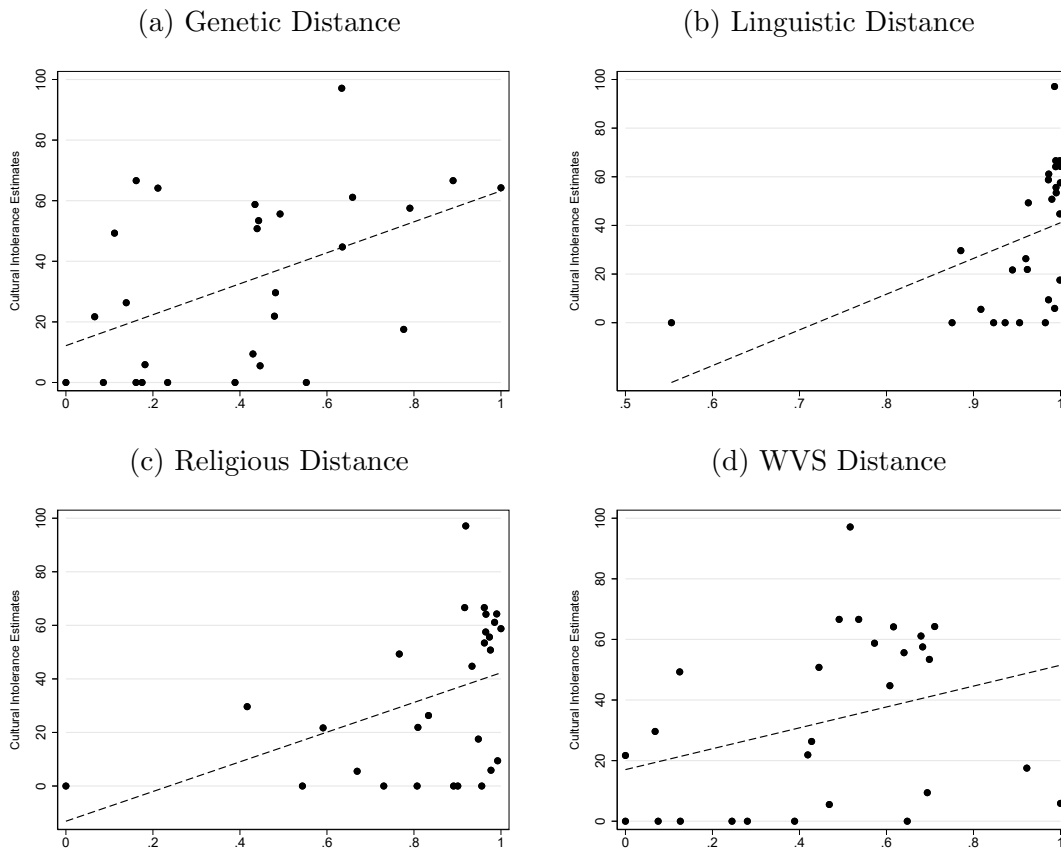 (a) Genetic Distance
(b) Linguistic Distance
Cultural Intolerance Estimates
100
80
60
40
20
0
0 .2 .4 .6 .8 1
Cultural Intolerance Estimates
100
80
60
40
20
0
.5 .6 .7 .8 .9 1
(c) Religious Distance
(d) WVS Distance
Cultural Intolerance Estimates
100
80
60
40
20
0
0 .2 .4 .6 .8 1
Cultural Intolerance Estimates
100
80
60
40
20
0
0 .2 .4 .6 .8 1